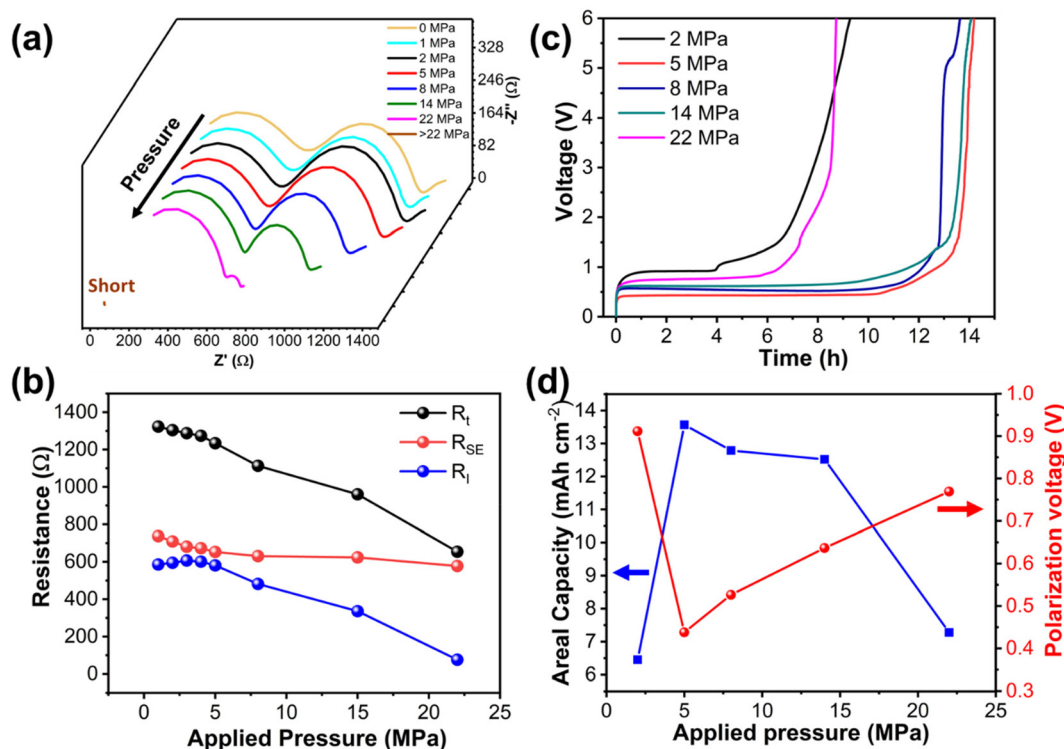 (a)
0 MPa
1 MPa
2 MPa
5 MPa
8 MPa
14 MPa
22 MPa
>22 MPa
328
246
164
82
0
-Z'' (Ω)
Pressure
Short
0 200 400 600 800 1000 1200 1400
Z' (Ω)
(b)
1400
1200
1000
800
600
400
200
0
Resistance (Ω)
R_t
R_SE
R_I
0 5 10 15 20 25
Applied Pressure (MPa)
(c)
6
5
4
3
2
1
0
Voltage (V)
2 MPa
5 MPa
8 MPa
14 MPa
22 MPa
0 2 4 6 8 10 12 14
Time (h)
(d)
14
13
12
11
10
9
8
7
6
Areal Capacity (mAh cm⁻²)
1.0
0.9
0.8
0.7
0.6
0.5
0.4
0.3
Polarization voltage (V)
0 5 10 15 20 25
Applied pressure (MPa)